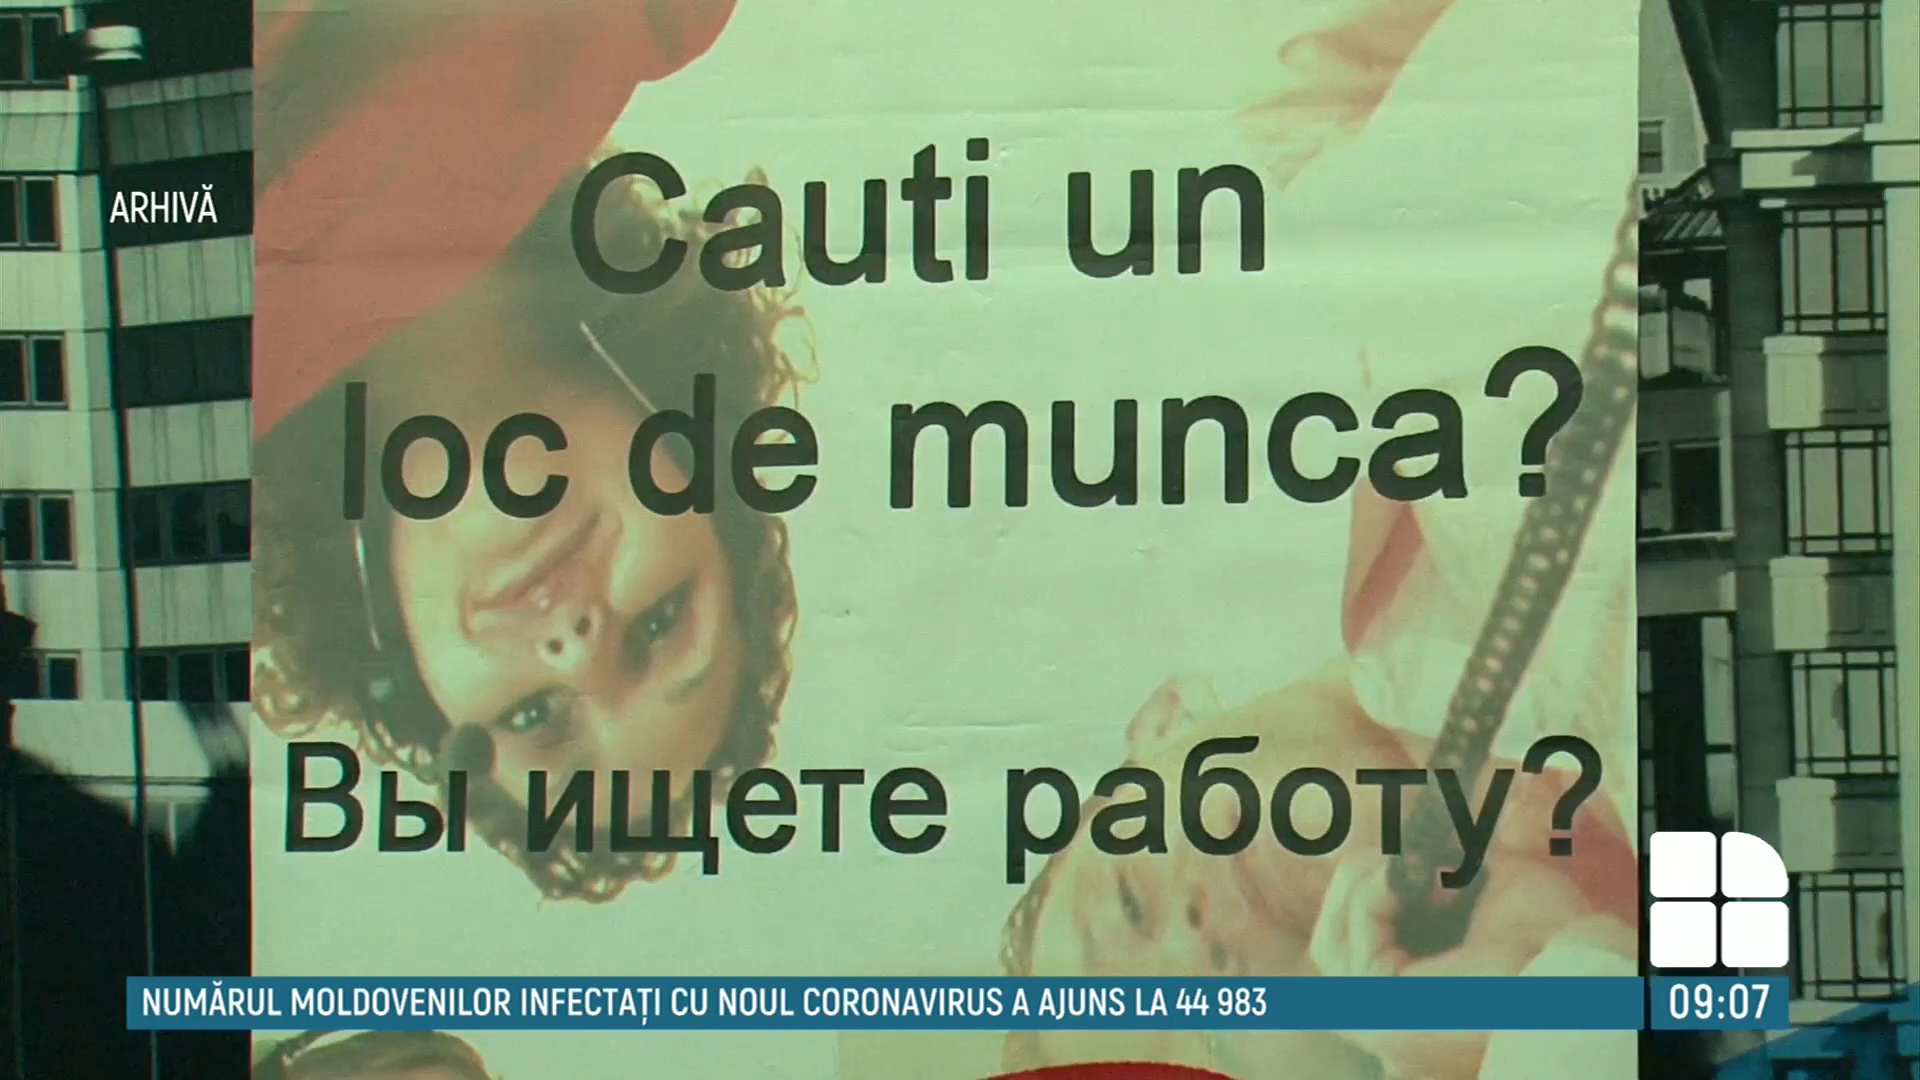 ARHIVĂ
Cauti un
loc de munca?
Вы ищете работу?
NUMĂRUL MOLDOVENILOR INFECTAȚI CU NOUL CORONAVIRUS A AJUNS LA 44 983
09:07